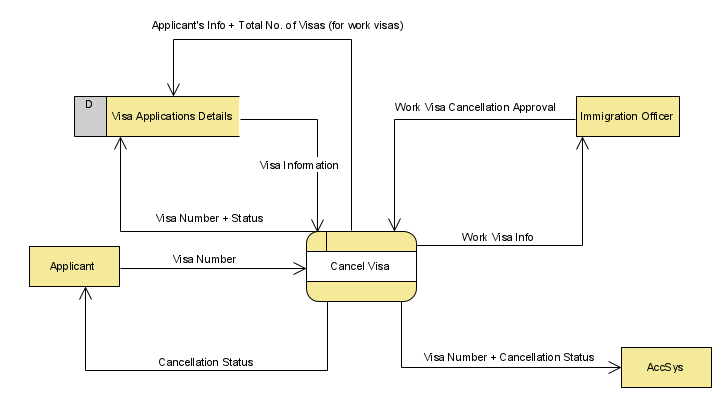 Applicant's Info + Total No. of Visas (for work visas)
D
Visa Applications Details
Work Visa Cancellation Approval
Immigration Officer
Visa Information
Visa Number + Status
Work Visa Info
Visa Number
Applicant
Cancel Visa
Cancellation Status
Visa Number + Cancellation Status
AccSys